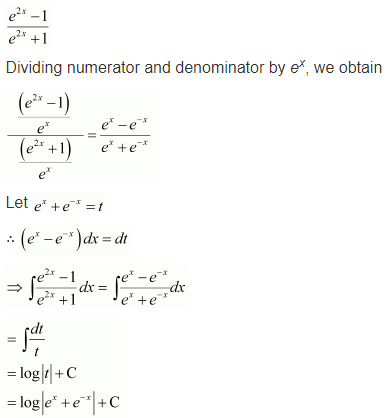 (e^{2x} − 1)/(e^{2x} + 1)
Dividing numerator and denominator by e^x, we obtain
((e^{2x} − 1)/e^x)/((e^{2x} + 1)/e^x) = (e^x − e^{−x})/(e^x + e^{−x})
Let e^x + e^{−x} = t
∴ (e^x − e^{−x})dx = dt
⇒ ∫(e^{2x} − 1)/(e^{2x} + 1) dx = ∫(e^x − e^{−x})/(e^x + e^{−x}) dx
= ∫dt/t
= log|t| + C
= log|e^x + e^{−x}| + C